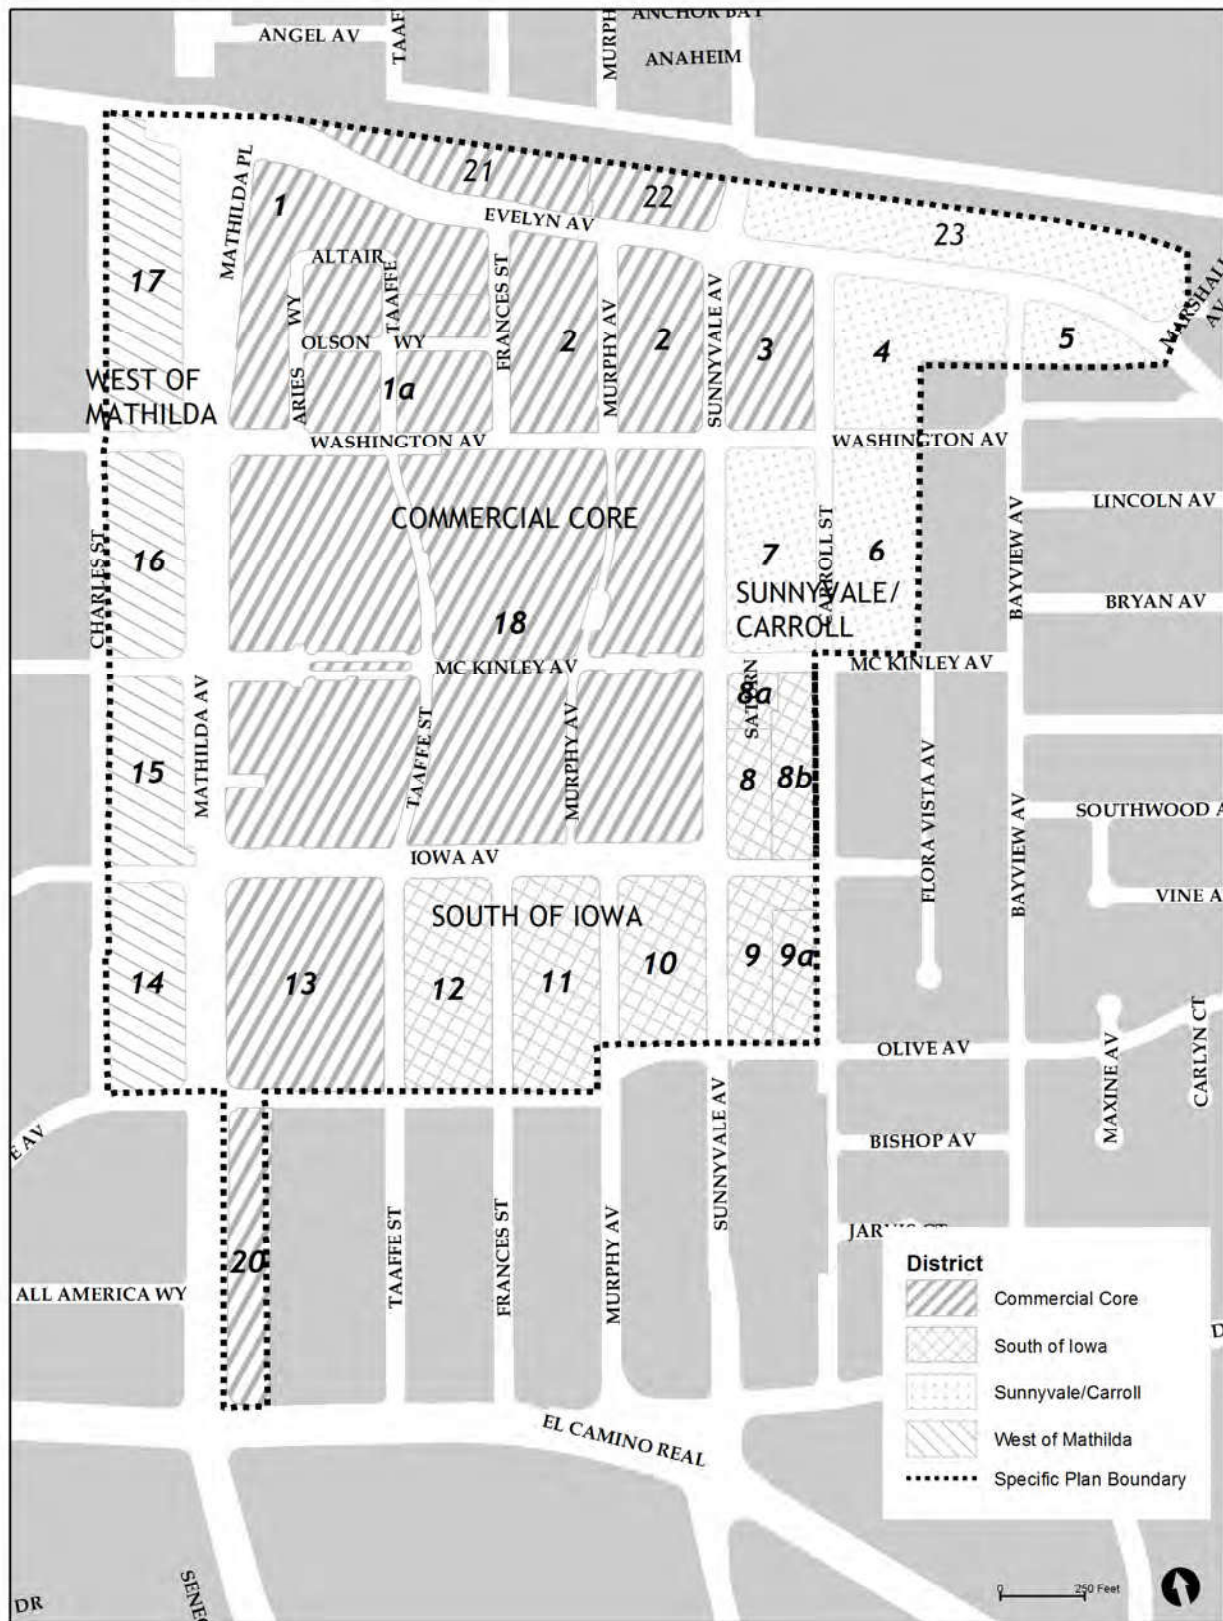 ANCHOR BAY
ANGEL AV
TAAF
MURPH
ANAHEIM
MATHILDA PL
21
22
1
EVELYN AV
23
MARSHALL AV
17
ALTAIR
WY
TAAFFE
FRANCES ST
MURPHY AV
SUNNYVALE AV
2
2
3
4
5
OLSON WY
ARIES
1a
WEST OF
MATHILDA
WASHINGTON AV
WASHINGTON AV
LINCOLN AV
COMMERCIAL CORE
CHARLES ST
16
7
CARROLL ST
6
BAYVIEW AV
SUNNYVALE/
CARROLL
BRYAN AV
18
MC KINLEY AV
MC KINLEY AV
MATHILDA AV
TAAFFE ST
MURPHY AV
SATURN
8a
15
8
8b
FLORA VISTA AV
BAYVIEW AV
SOUTHWOOD A
IOWA AV
VINE A
SOUTH OF IOWA
14
13
12
11
10
9
9a
OLIVE AV
MAXINE AV
CARLYN CT
E AV
SUNNYVALE AV
BISHOP AV
TAAFFE ST
FRANCES ST
MURPHY AV
JARVIS CT
20
ALL AMERICA WY
EL CAMINO REAL
District
Commercial Core
South of Iowa
Sunnyvale/Carroll
West of Mathilda
Specific Plan Boundary
D
SENEC
DR
0 250 Feet